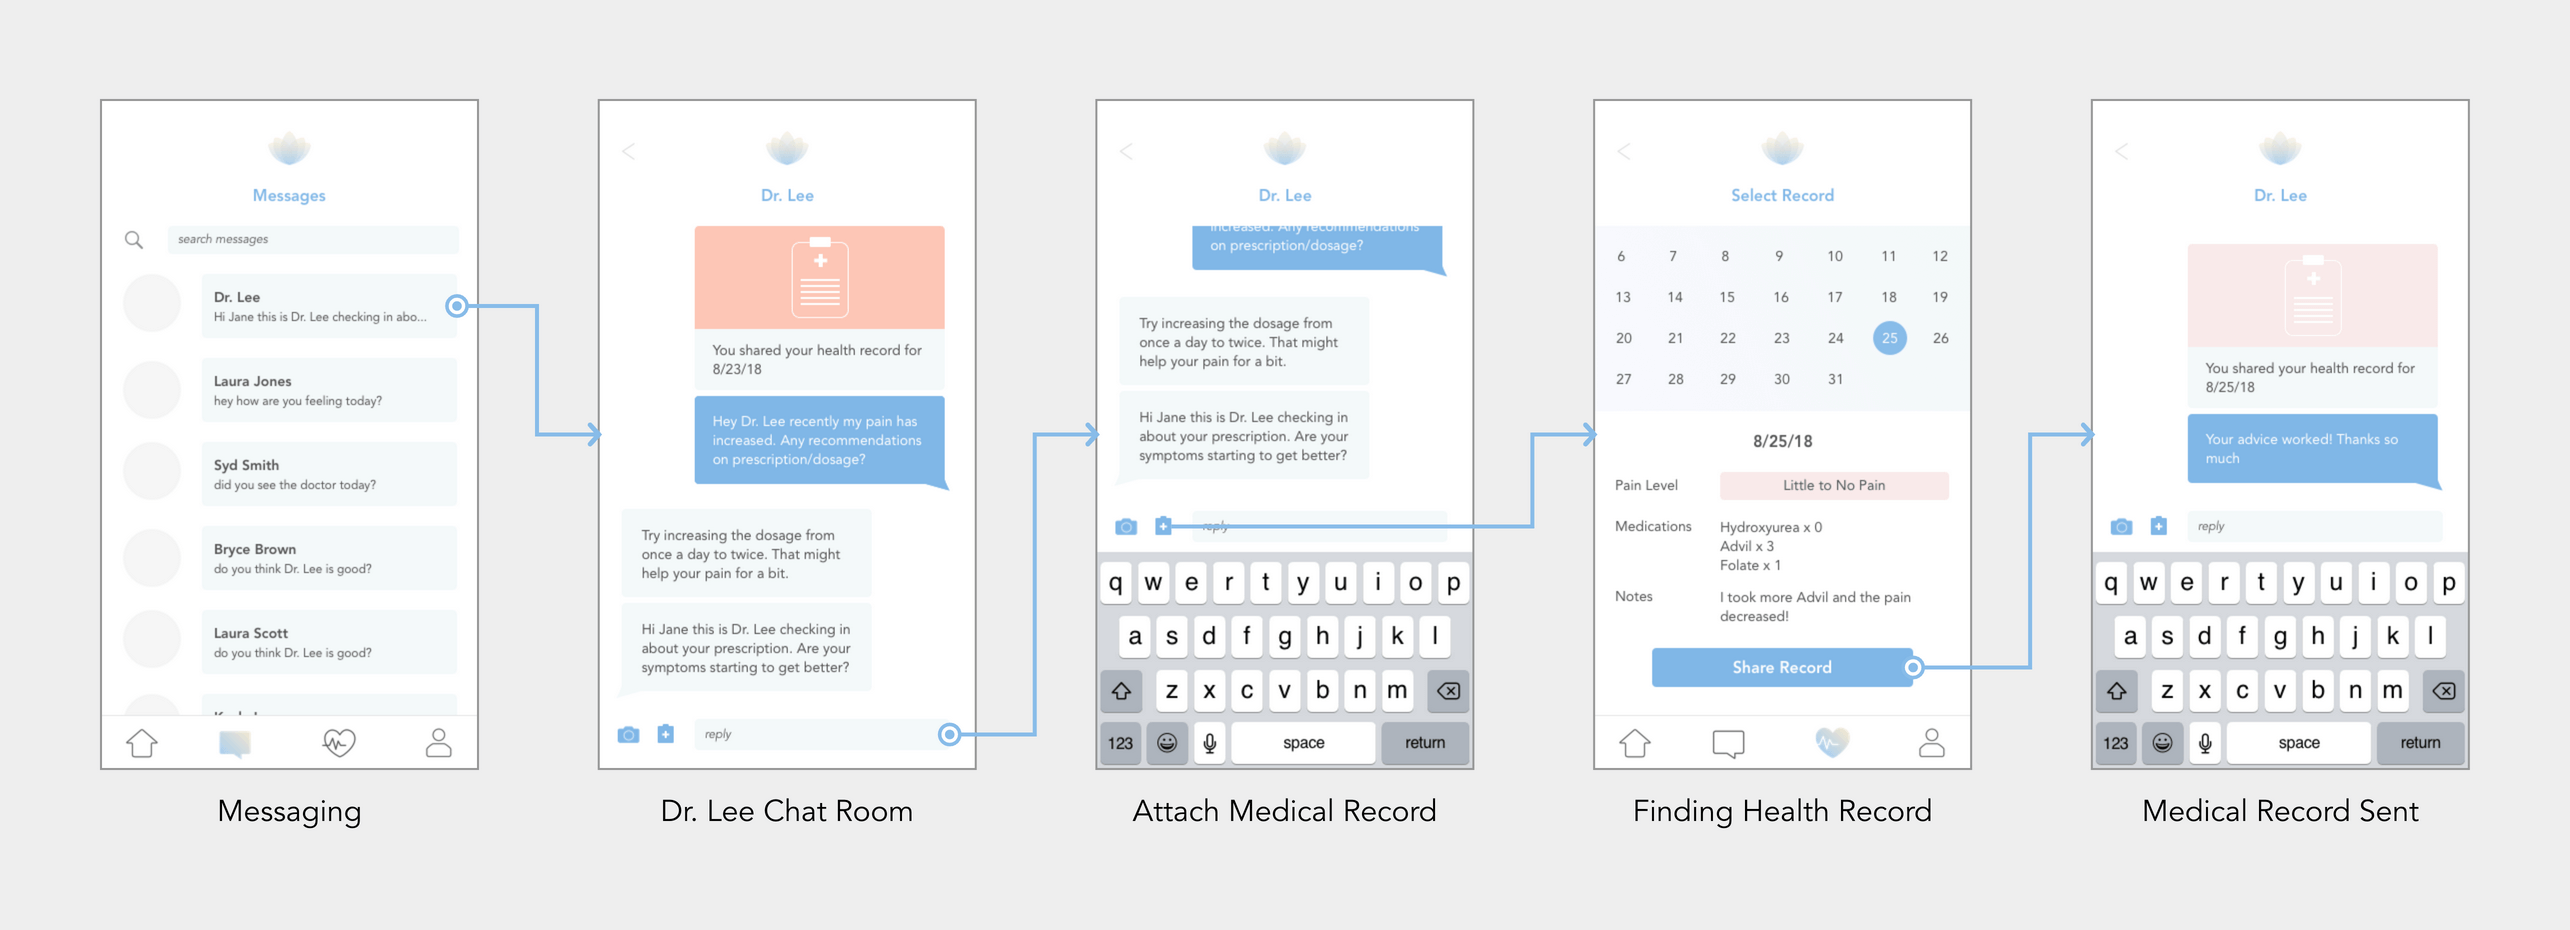 Messages
search messages
Dr. Lee
Hi Jane this is Dr. Lee checking in abo...
Laura Jones
hey how are you feeling today?
Syd Smith
did you see the doctor today?
Bryce Brown
do you think Dr. Lee is good?
Laura Scott
do you think Dr. Lee is good?
Messaging
<
Dr. Lee
You shared your health record for
8/23/18
Hey Dr. Lee recently my pain has
increased. Any recommendations
on prescription/dosage?
Try increasing the dosage from
once a day to twice. That might
help your pain for a bit.
Hi Jane this is Dr. Lee checking in
about your prescription. Are your
symptoms starting to get better?
reply
Dr. Lee Chat Room
<
Dr. Lee
increased. Any recommendations
on prescription/dosage?
Try increasing the dosage from
once a day to twice. That might
help your pain for a bit.
Hi Jane this is Dr. Lee checking in
about your prescription. Are your
symptoms starting to get better?
reply
q w e r t y u i o p
a s d f g h j k l
z x c v b n m
123 space return
Attach Medical Record
<
Select Record
6 7 8 9 10 11 12
13 14 15 16 17 18 19
20 21 22 23 24 25 26
27 28 29 30 31
8/25/18
Pain Level Little to No Pain
Medications Hydroxyurea x 0
Advil x 3
Folate x 1
Notes I took more Advil and the pain
decreased!
Share Record
Finding Health Record
<
Dr. Lee
You shared your health record for
8/25/18
Your advice worked! Thanks so
much
reply
q w e r t y u i o p
a s d f g h j k l
z x c v b n m
123 space return
Medical Record Sent